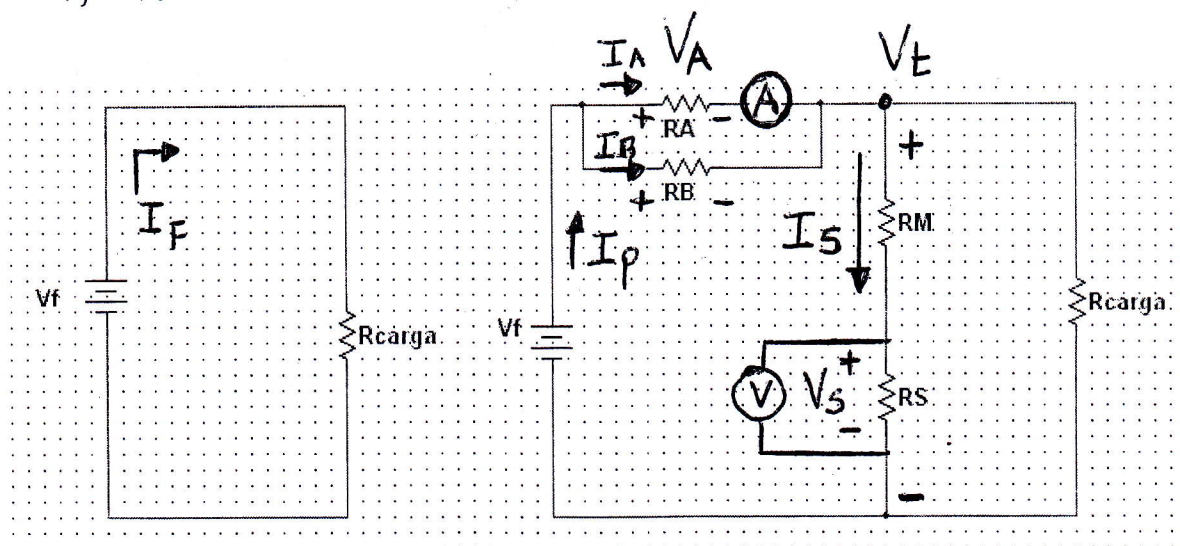 IA VA Vt
A
+ RA -
IB
+ RB -
+
IF
IP
IS
RM
Vf
Rcarga
Vf
Rcarga
V
VS
+
-
RS
-